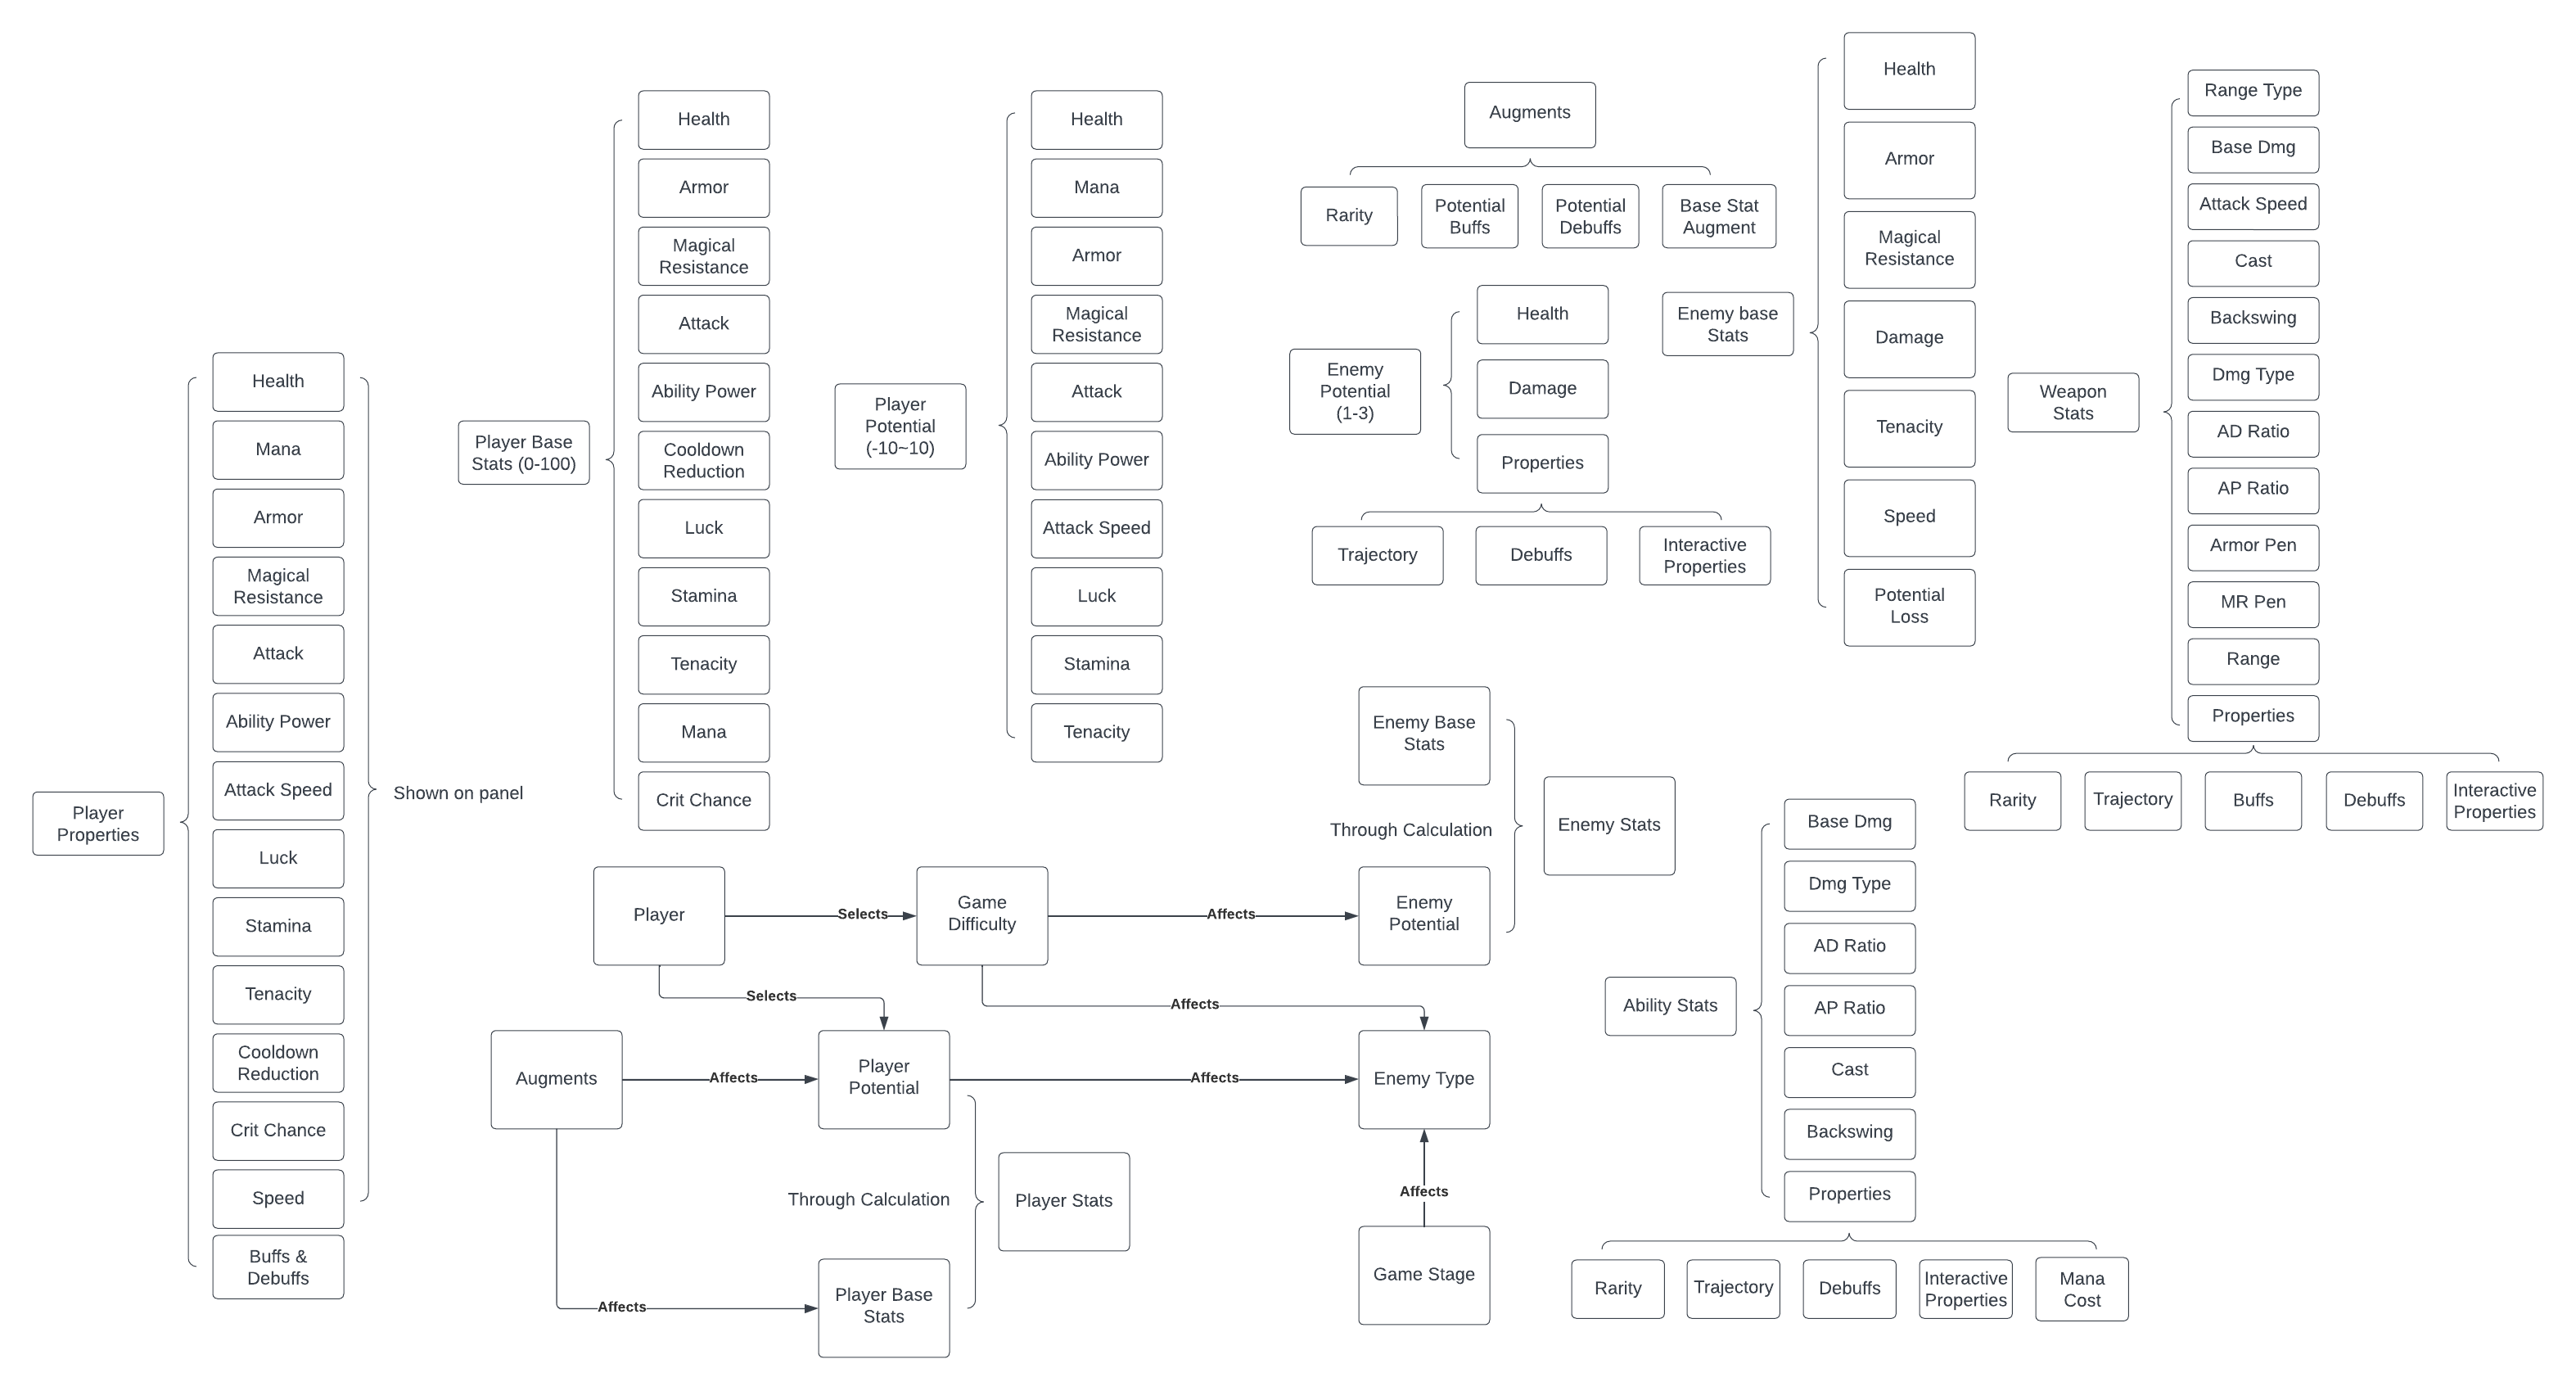 Player
Properties
Health
Mana
Armor
Magical
Resistance
Attack
Ability Power
Attack Speed
Luck
Stamina
Tenacity
Cooldown
Reduction
Crit Chance
Speed
Buffs &
Debuffs
Shown on panel
Player Base
Stats (0-100)
Health
Armor
Magical
Resistance
Attack
Ability Power
Cooldown
Reduction
Luck
Stamina
Tenacity
Mana
Crit Chance
Player
Potential
(-10~10)
Health
Mana
Armor
Magical
Resistance
Attack
Ability Power
Attack Speed
Luck
Stamina
Tenacity
Augments
Rarity
Potential
Buffs
Potential
Debuffs
Base Stat
Augment
Enemy
Potential
(1-3)
Health
Damage
Properties
Trajectory
Debuffs
Interactive
Properties
Enemy base
Stats
Health
Armor
Magical
Resistance
Damage
Tenacity
Speed
Potential
Loss
Weapon
Stats
Range Type
Base Dmg
Attack Speed
Cast
Backswing
Dmg Type
AD Ratio
AP Ratio
Armor Pen
MR Pen
Range
Properties
Rarity
Trajectory
Buffs
Debuffs
Interactive
Properties
Enemy Base
Stats
Through Calculation
Enemy Stats
Player
Selects
Game
Difficulty
Affects
Enemy
Potential
Selects
Affects
Augments
Affects
Player
Potential
Affects
Enemy Type
Through Calculation
Player Stats
Affects
Affects
Player Base
Stats
Game Stage
Ability Stats
Base Dmg
Dmg Type
AD Ratio
AP Ratio
Cast
Backswing
Properties
Rarity
Trajectory
Debuffs
Interactive
Properties
Mana
Cost